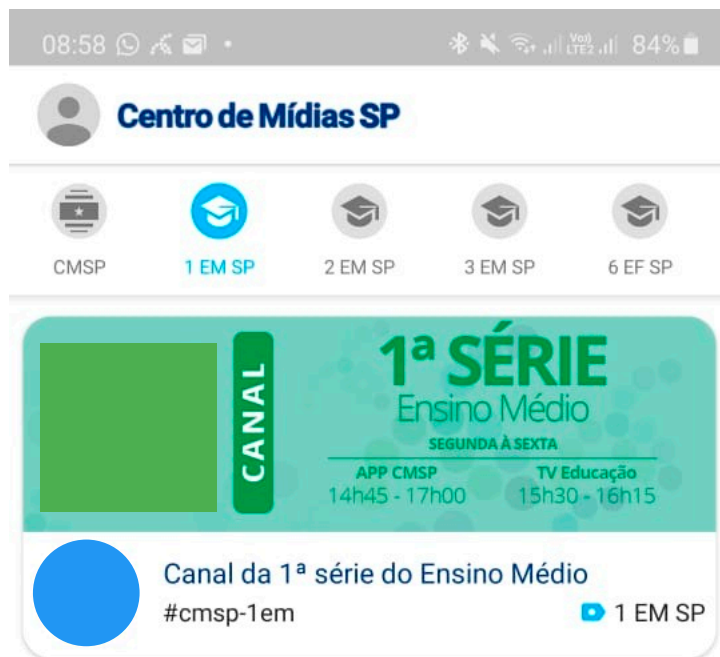 08:58
Vo)) LTE2 84%
Centro de Mídias SP
CMSP 1 EM SP 2 EM SP 3 EM SP 6 EF SP
CANAL
1ª SÉRIE
Ensino Médio
SEGUNDA À SEXTA
APP CMSP TV Educação
14h45 - 17h00 15h30 - 16h15
Canal da 1ª série do Ensino Médio
#cmsp-1em 1 EM SP